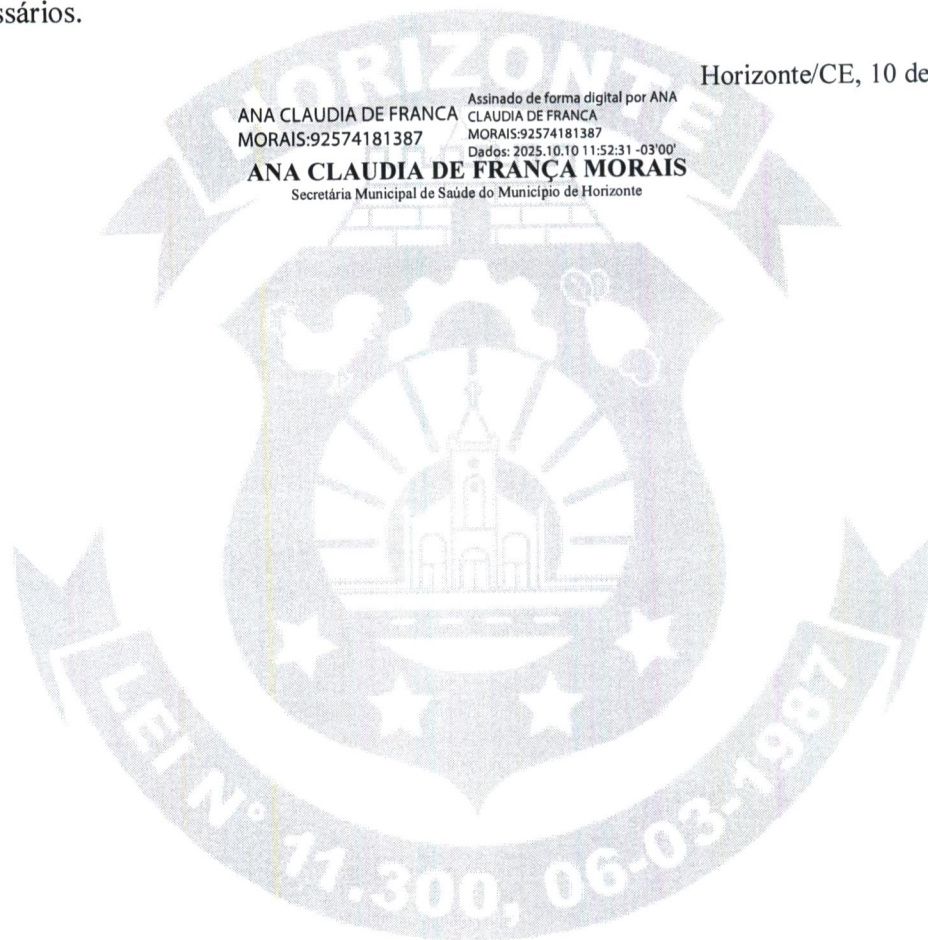 ssários.
Horizonte/CE, 10 de
ANA CLAUDIA DE FRANCA
MORAIS:92574181387
Assinado de forma digital por ANA
CLAUDIA DE FRANCA
MORAIS:92574181387
Dados: 2025.10.10 11:52:31 -03'00'
ANA CLAUDIA DE FRANÇA MORAIS
Secretária Municipal de Saúde do Município de Horizonte
HORIZONTE
LEI Nº 11.300, 06-03-1987